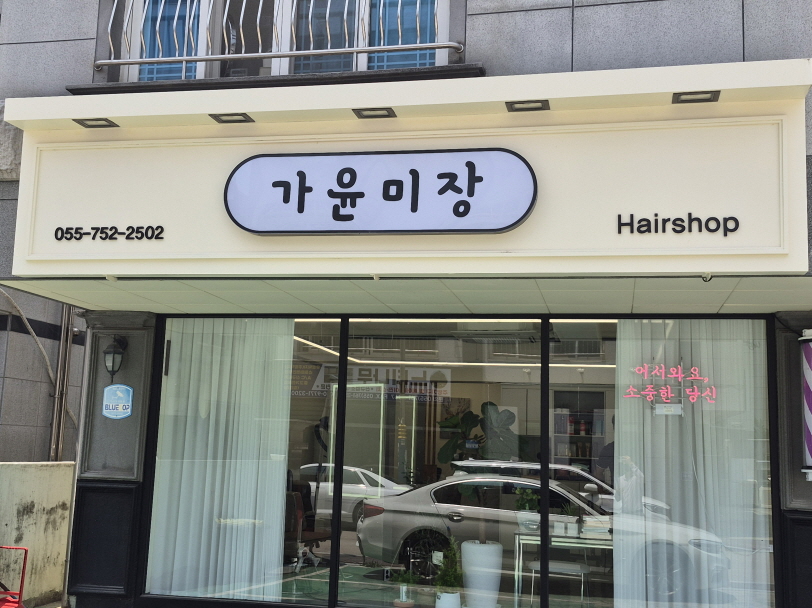 가윤미장
055-752-2502
Hairshop
어서와요,
소중한 당신
BLUE